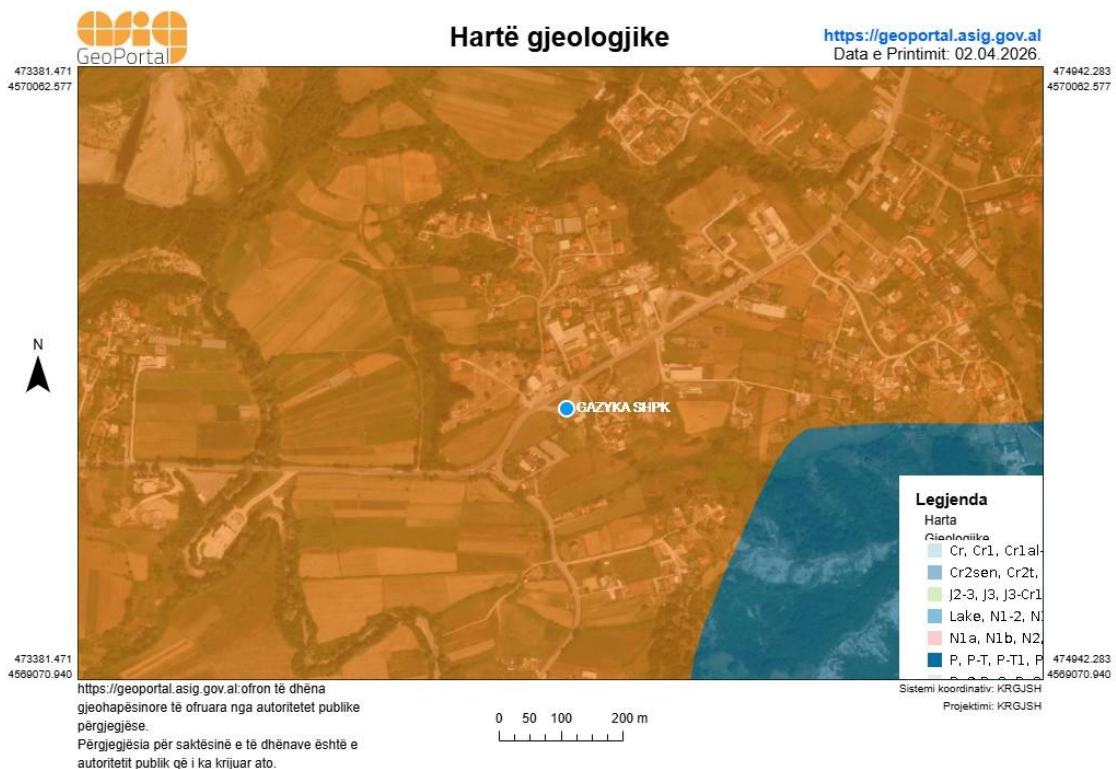 asig
GeoPortal
Hartë gjeologjike
https://geoportal.asig.gov.al
Data e Printimit: 02.04.2026.
473381.471
4570062.577
474942.283
4570062.577
N
GAZYKA SHPK
Legjenda
Harta
Gjeologjike
Cr, Cr1, Cr1al-
Cr2sen, Cr2t,
J2-3, J3, J3-Cr1
Lake, N1-2, N
N1a, N1b, N2,
P, P-T, P-T1, P
473381.471
4569070.940
474942.283
4569070.940
https://geoportal.asig.gov.al:ofron të dhëna
gjeohapësinore të ofruara nga autoritetet publike
përgjegjëse.
Përgjegjësia për saktësinë e të dhënave është e
autoritetit publik që i ka krijuar ato.
0 50 100 200 m
Sistemi koordinativ: KRGJSH
Projektimi: KRGJSH